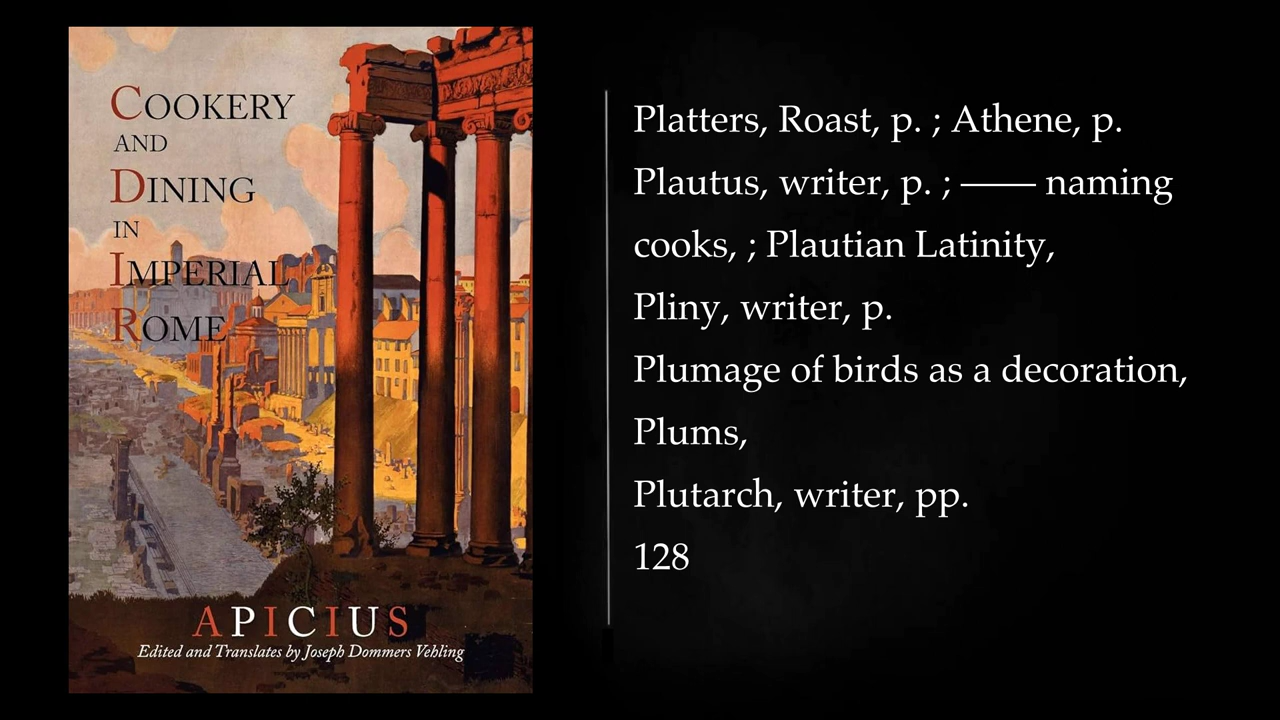 COOKERY
AND
DINING
IN
IMPERIAL
ROME
APICIUS
Edited and Translates by Joseph Dommers Vehling
Platters, Roast, p. ; Athene, p.
Plautus, writer, p. ; —— naming
cooks, ; Plautian Latinity,
Pliny, writer, p.
Plumage of birds as a decoration,
Plums,
Plutarch, writer, pp.
128